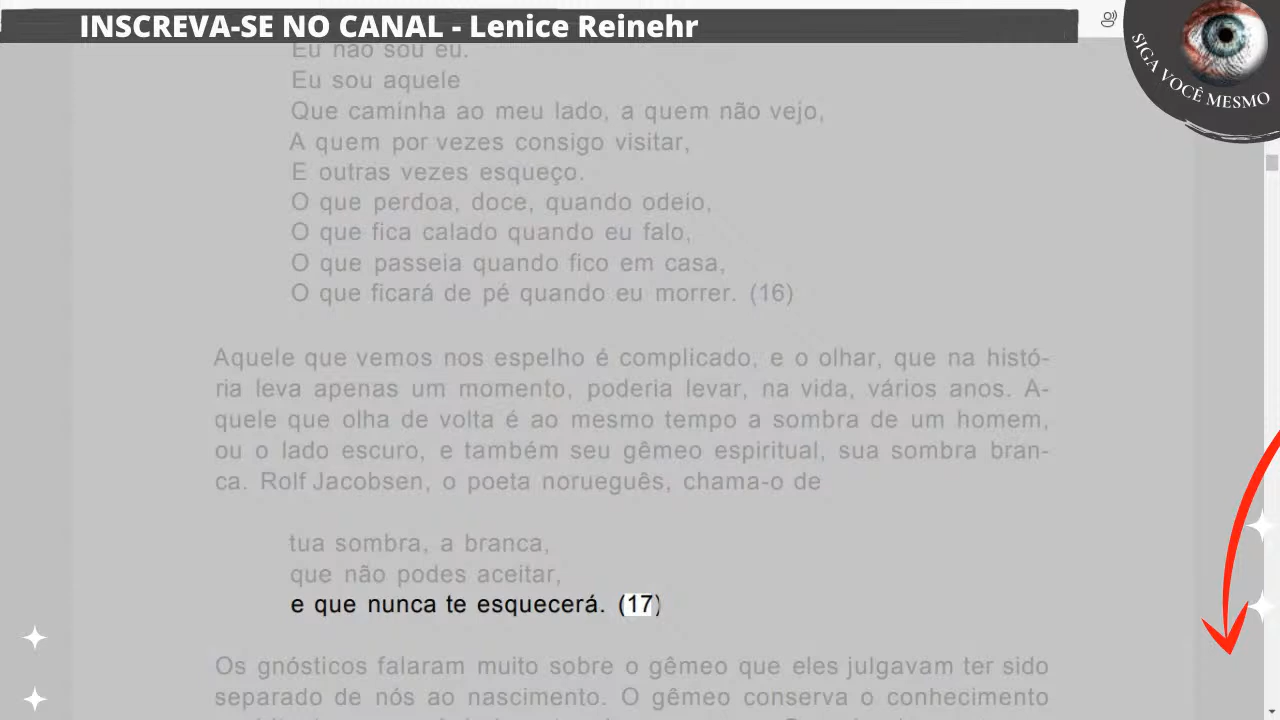 INSCREVA-SE NO CANAL - Lenice Reinehr
SIGA VOCÊ MESMO
Eu não sou eu.
Eu sou aquele
Que caminha ao meu lado, a quem não vejo,
A quem por vezes consigo visitar,
E outras vezes esqueço.
O que perdoa, doce, quando odeio,
O que fica calado quando eu falo,
O que passeia quando fico em casa,
O que ficará de pé quando eu morrer. (16)
Aquele que vemos nos espelho é complicado, e o olhar, que na histó-
ria leva apenas um momento, poderia levar, na vida, vários anos. A-
quele que olha de volta é ao mesmo tempo a sombra de um homem,
ou o lado escuro, e também seu gêmeo espiritual, sua sombra bran-
ca. Rolf Jacobsen, o poeta norueguês, chama-o de
tua sombra, a branca,
que não podes aceitar,
e que nunca te esquecerá. (17)
Os gnósticos falaram muito sobre o gêmeo que eles julgavam ter sido
separado de nós ao nascimento. O gêmeo conserva o conhecimento